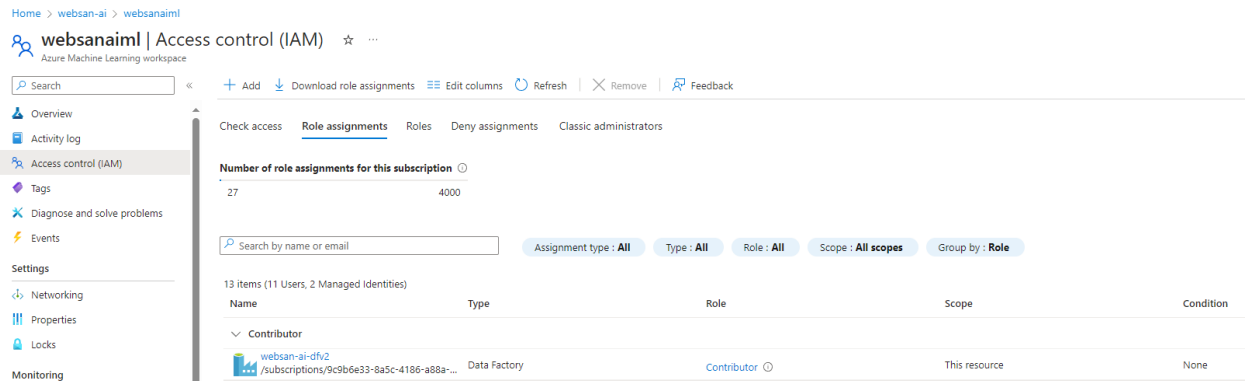 Home > websan-ai > websanaiml
websanaiml | Access control (IAM) ☆ ···
Azure Machine Learning workspace
Search «
Add Download role assignments Edit columns Refresh Remove Feedback
Overview
Activity log
Access control (IAM)
Tags
Diagnose and solve problems
Events
Settings
Networking
Properties
Locks
Monitoring
Check access Role assignments Roles Deny assignments Classic administrators
Number of role assignments for this subscription
27 4000
Search by name or email Assignment type : All Type : All Role : All Scope : All scopes Group by : Role
13 items (11 Users, 2 Managed Identities)
Name Type Role Scope Condition
Contributor
websan-ai-dfv2
/subscriptions/9c9b6e33-8a5c-4186-a88a-... Data Factory Contributor This resource None